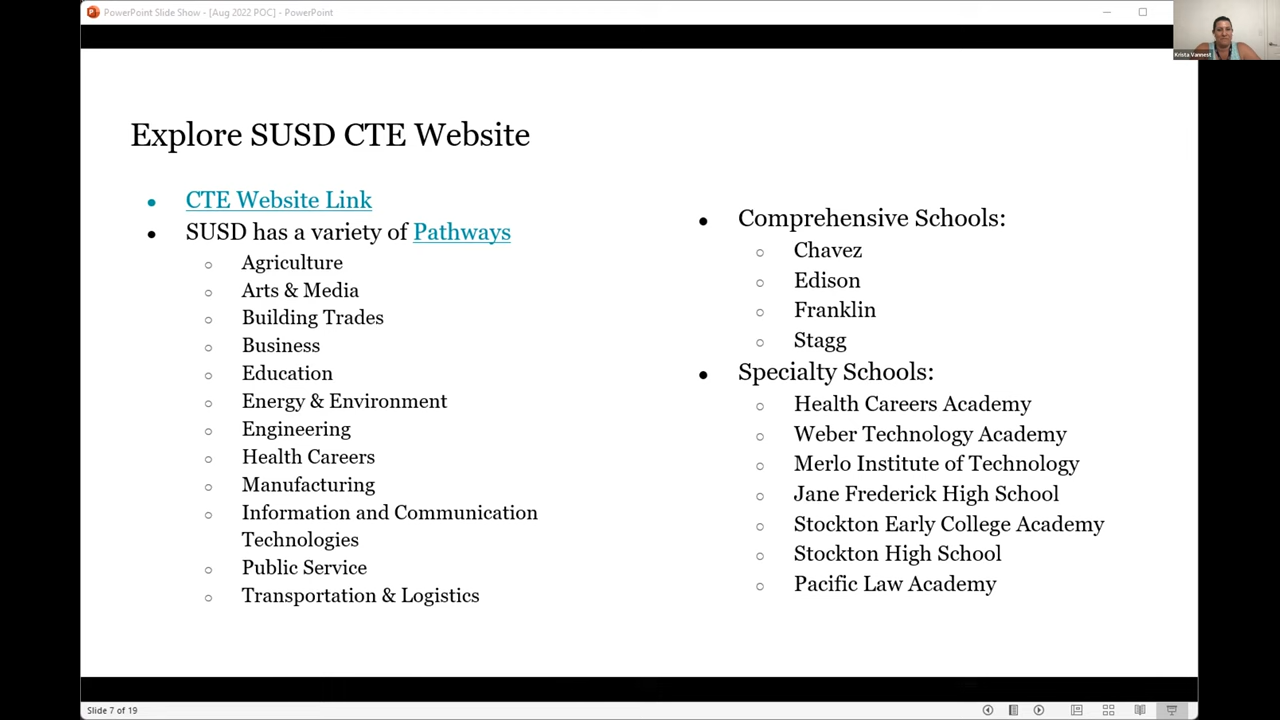 PowerPoint Slide Show - [Aug 2022 POC] - PowerPoint
Krista Vannest
Explore SUSD CTE Website
CTE Website Link
SUSD has a variety of Pathways
Agriculture
Arts & Media
Building Trades
Business
Education
Energy & Environment
Engineering
Health Careers
Manufacturing
Information and Communication
Technologies
Public Service
Transportation & Logistics
Comprehensive Schools:
Chavez
Edison
Franklin
Stagg
Specialty Schools:
Health Careers Academy
Weber Technology Academy
Merlo Institute of Technology
Jane Frederick High School
Stockton Early College Academy
Stockton High School
Pacific Law Academy
Slide 7 of 19